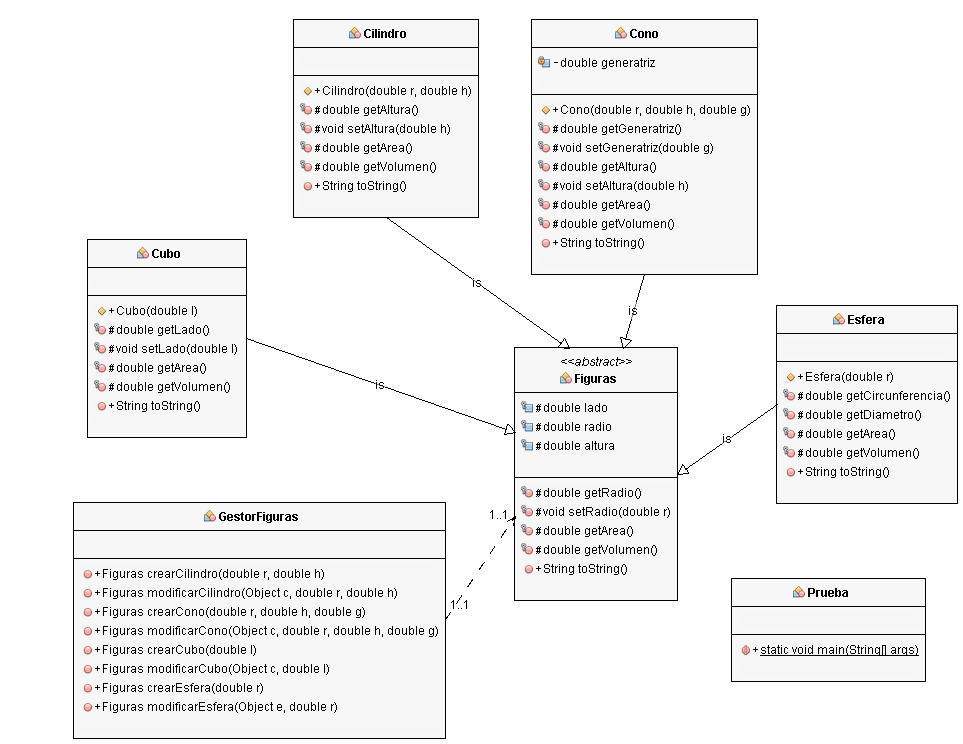 Cilindro
+Cilindro(double r, double h)
#double getAltura()
#void setAltura(double h)
#double getArea()
#double getVolumen()
+String toString()
Cono
-double generatriz
+Cono(double r, double h, double g)
#double getGeneratriz()
#void setGeneratriz(double g)
#double getAltura()
#void setAltura(double h)
#double getArea()
#double getVolumen()
+String toString()
Cubo
+Cubo(double l)
#double getLado()
#void setLado(double l)
#double getArea()
#double getVolumen()
+String toString()
is
is
is
is
<<abstract>>
Figuras
#double lado
#double radio
#double altura
#double getRadio()
#void setRadio(double r)
#double getArea()
#double getVolumen()
+String toString()
Esfera
+Esfera(double r)
#double getCircunferencia()
#double getDiametro()
#double getArea()
#double getVolumen()
+String toString()
1..1
1..1
GestorFiguras
+Figuras crearCilindro(double r, double h)
+Figuras modificarCilindro(Object c, double r, double h)
+Figuras crearCono(double r, double h, double g)
+Figuras modificarCono(Object c, double r, double h, double g)
+Figuras crearCubo(double l)
+Figuras modificarCubo(Object c, double l)
+Figuras crearEsfera(double r)
+Figuras modificarEsfera(Object e, double r)
Prueba
+static void main(String[] args)